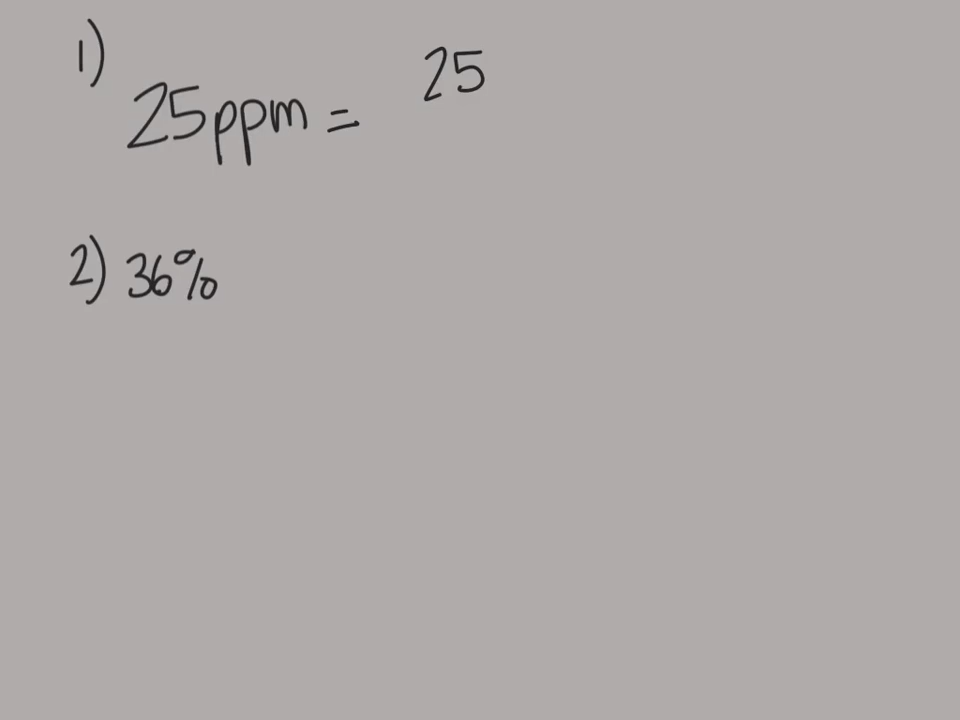 1)
25ppm = 25
2) 36%